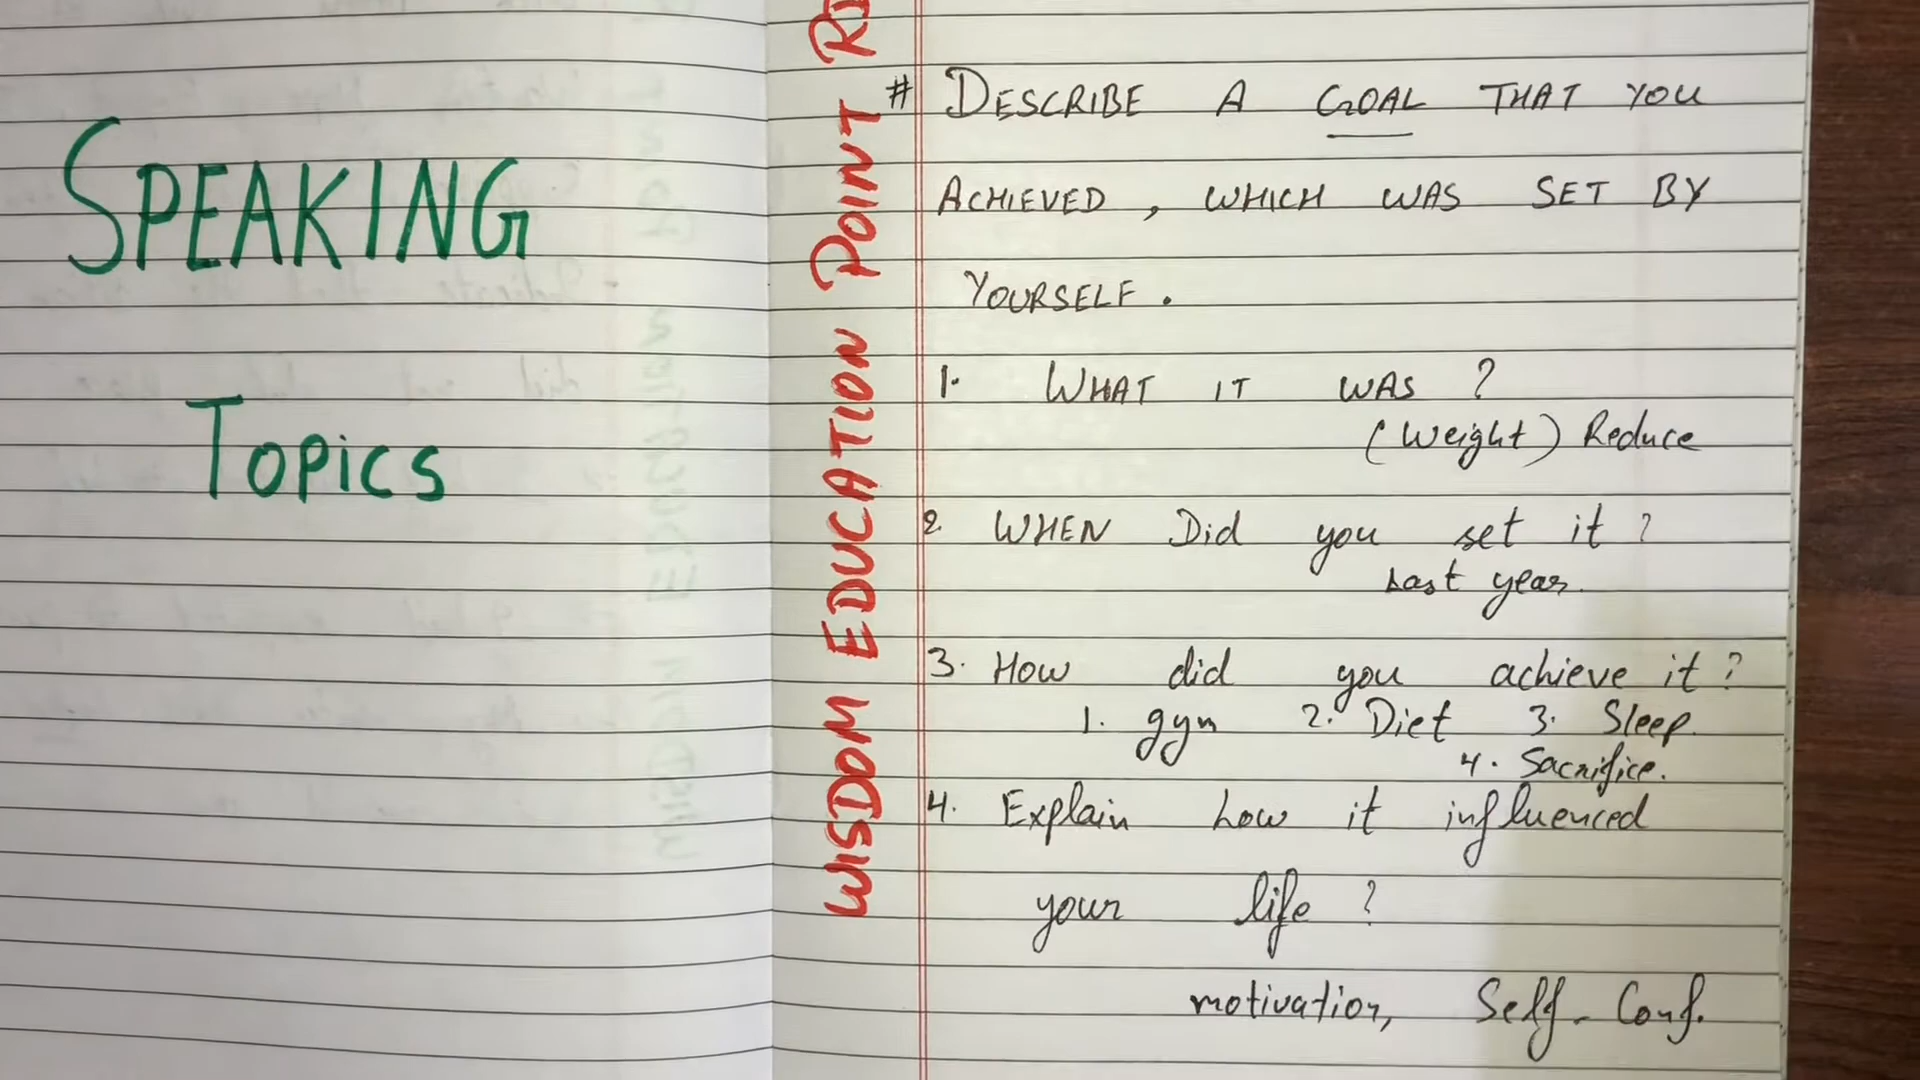 SPEAKING
Topics
WISDOM EDUCATION POINT
# DESCRIBE A GOAL THAT YOU
ACHIEVED, WHICH WAS SET BY
YOURSELF.
1. WHAT IT WAS ?
(Weight) Reduce
2. WHEN Did you set it ?
Last year.
3. How did you achieve it ?
1. gym 2. Diet 3. Sleep.
4. Sacrifice.
4. Explain how it influenced
your life ?
motivation, Self-Conf.